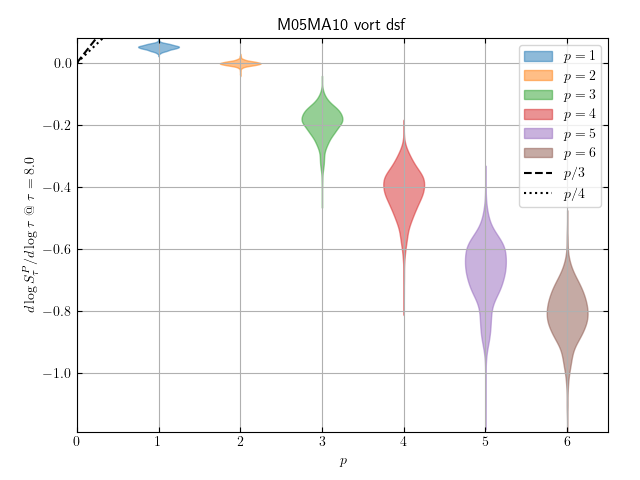 M05MA10 vort dsf
d log S_τ^P / d log τ @ τ = 8.0
0.0
−0.2
−0.4
−0.6
−0.8
−1.0
0 1 2 3 4 5 6
p
p = 1
p = 2
p = 3
p = 4
p = 5
p = 6
p/3
p/4